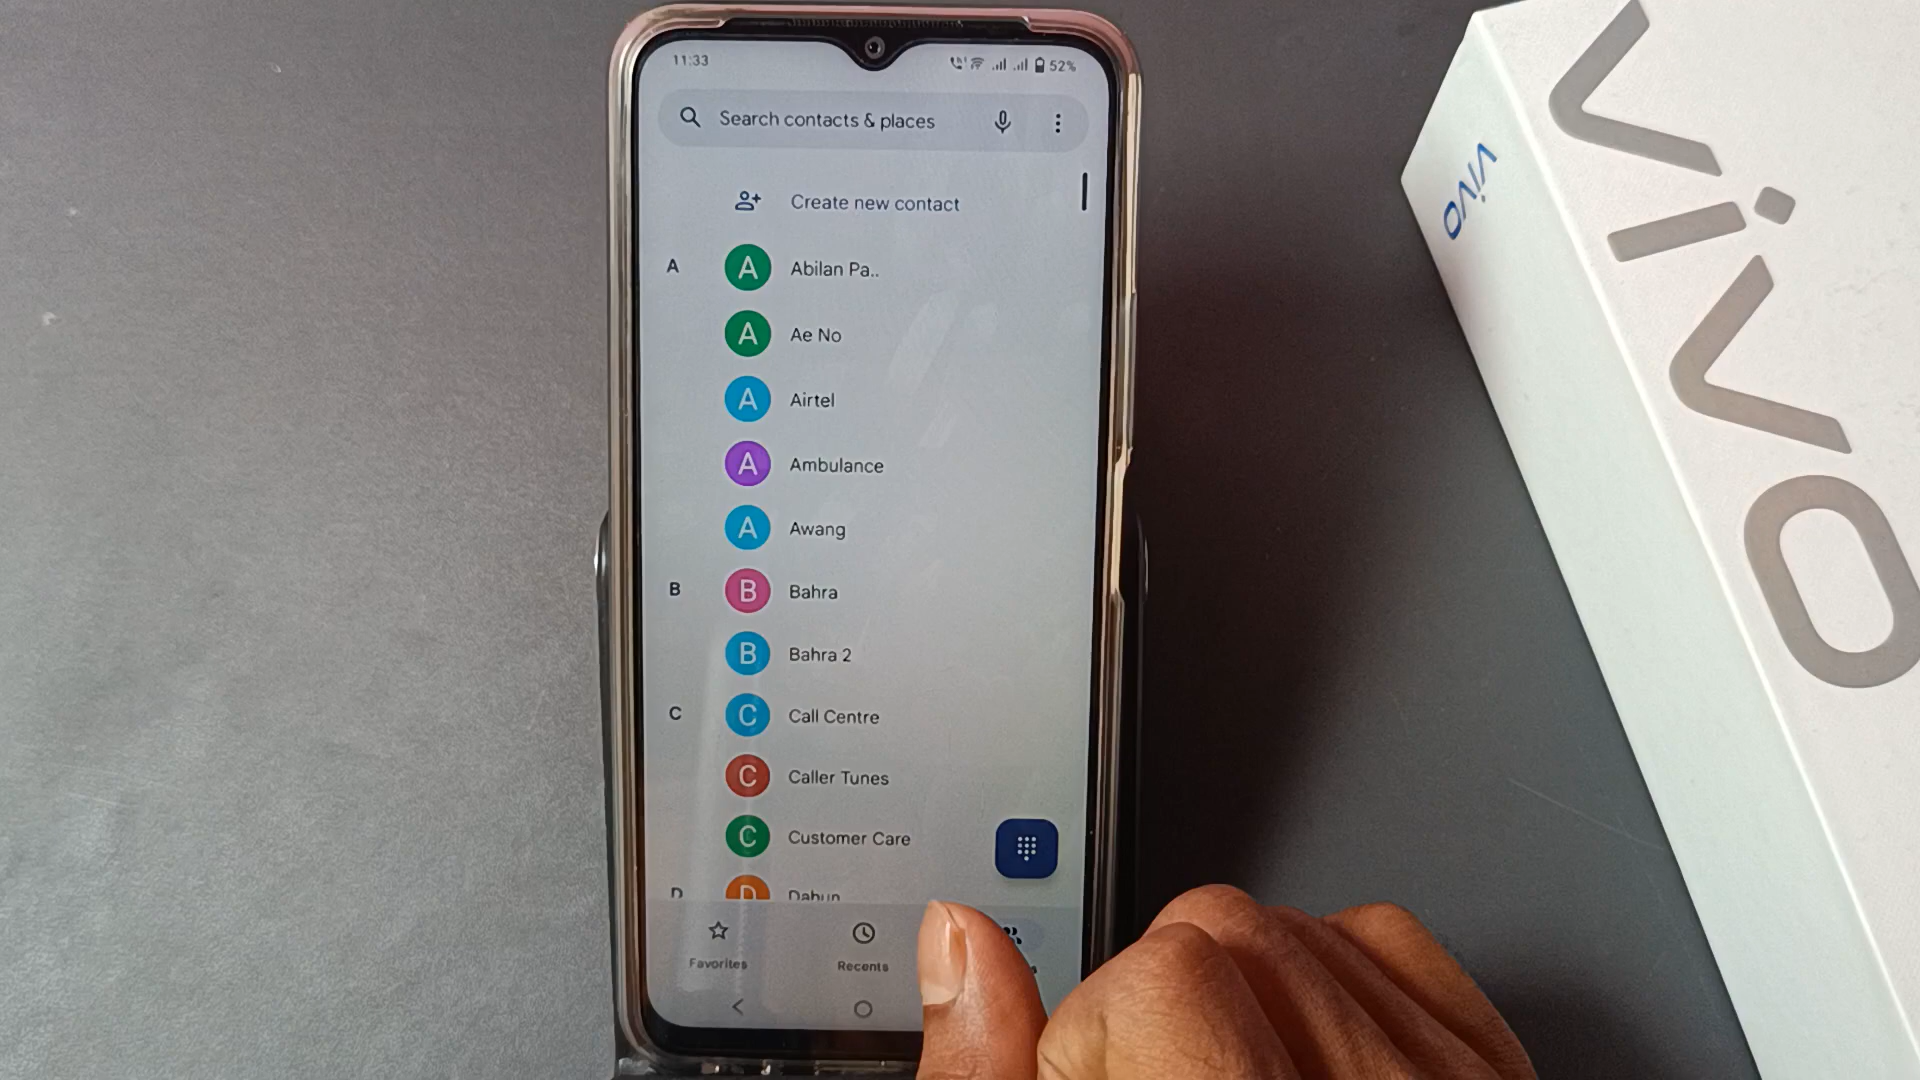 11:33
52%
Search contacts & places
Create new contact
A
A
Abilan Pa..
A
Ae No
A
Airtel
A
Ambulance
A
Awang
B
B
Bahra
B
Bahra 2
C
C
Call Centre
C
Caller Tunes
C
Customer Care
D
D
Dahun
Favorites
Recents
vivo
vivo